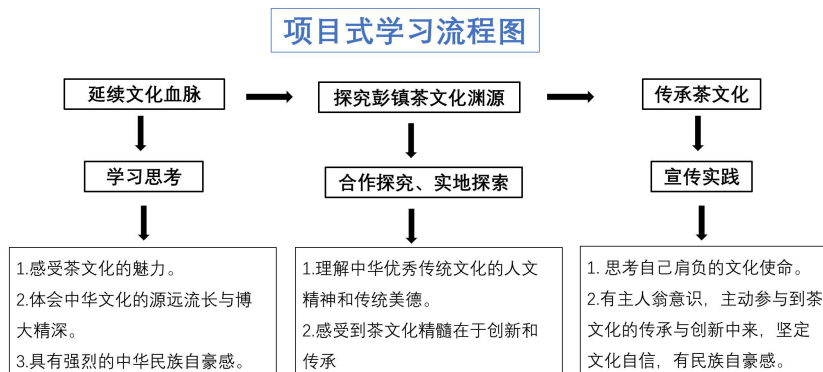 项目式学习流程图
延续文化血脉
探究彭镇茶文化渊源
传承茶文化
学习思考
合作探究、实地探索
宣传实践
1.感受茶文化的魅力。
2.体会中华文化的源远流长与博
大精深。
3.具有强烈的中华民族自豪感。
1.理解中华优秀传统文化的人文
精神和传统美德。
2.感受到茶文化精髓在于创新和
传承
1. 思考自己肩负的文化使命。
2.有主人翁意识，主动参与到茶
文化的传承与创新中来，坚定
文化自信，有民族自豪感。